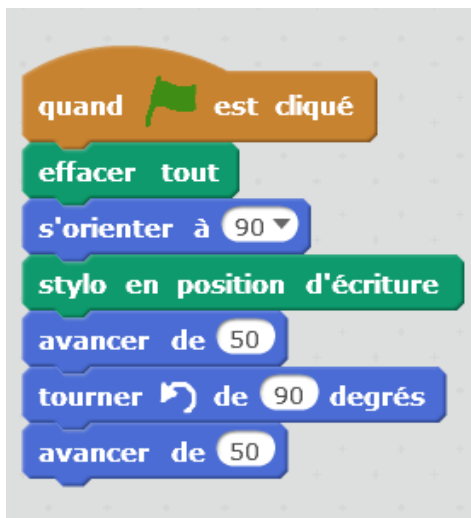 quand est cliqué
effacer tout
s'orienter à 90
stylo en position d'écriture
avancer de 50
tourner de 90 degrés
avancer de 50